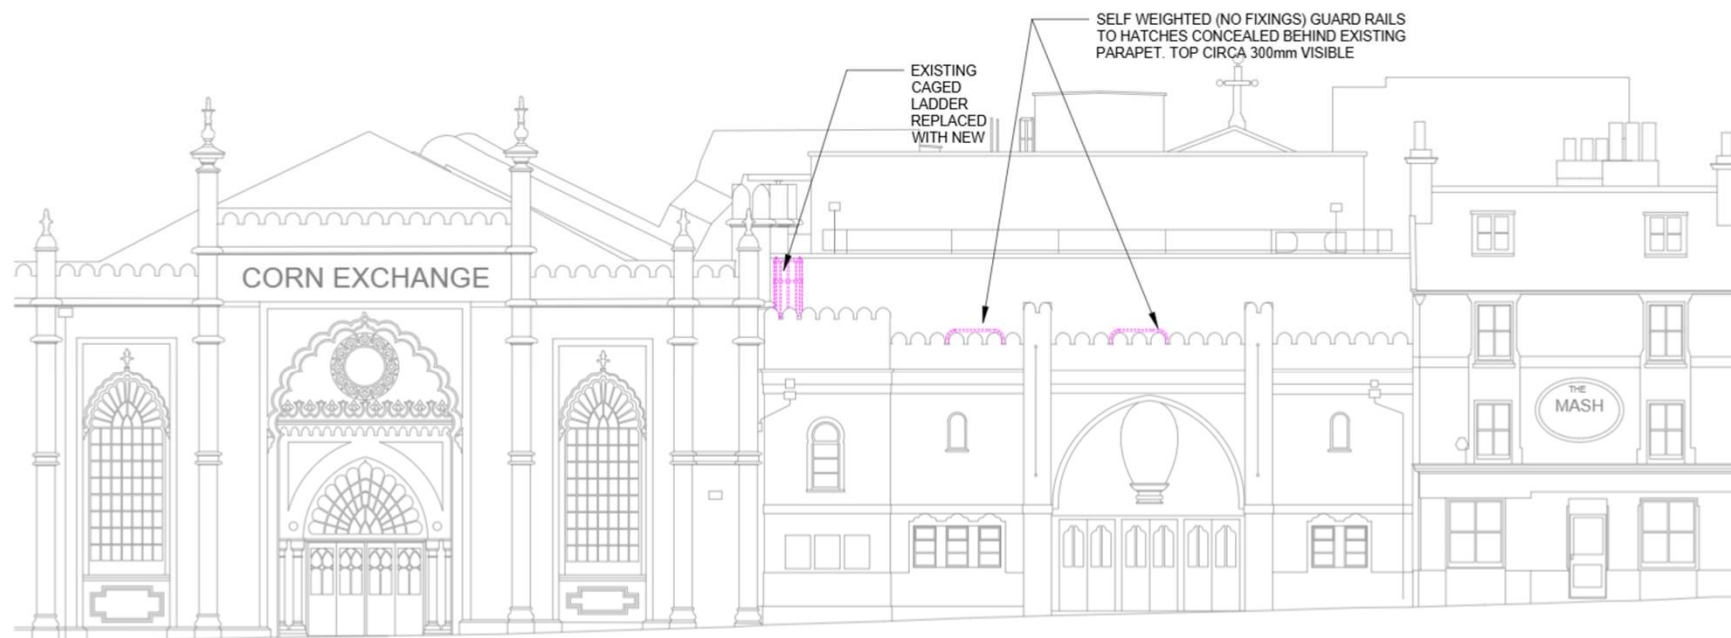 SELF WEIGHTED (NO FIXINGS) GUARD RAILS
TO HATCHES CONCEALED BEHIND EXISTING
PARAPET. TOP CIRCA 300mm VISIBLE
EXISTING
CAGED
LADDER
REPLACED
WITH NEW
CORN EXCHANGE
THE
MASH